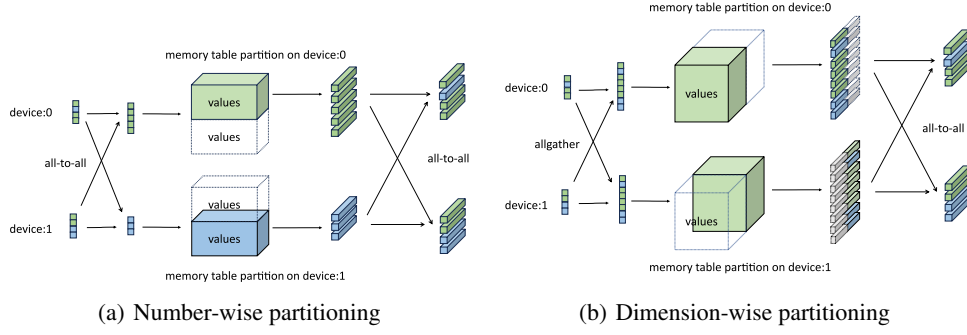 memory table partition on device:0
device:0
values
values
all-to-all
all-to-all
values
device:1
values
memory table partition on device:1
(a) Number-wise partitioning
memory table partition on device:0
device:0
values
allgather
all-to-all
device:1
values
memory table partition on device:1
(b) Dimension-wise partitioning